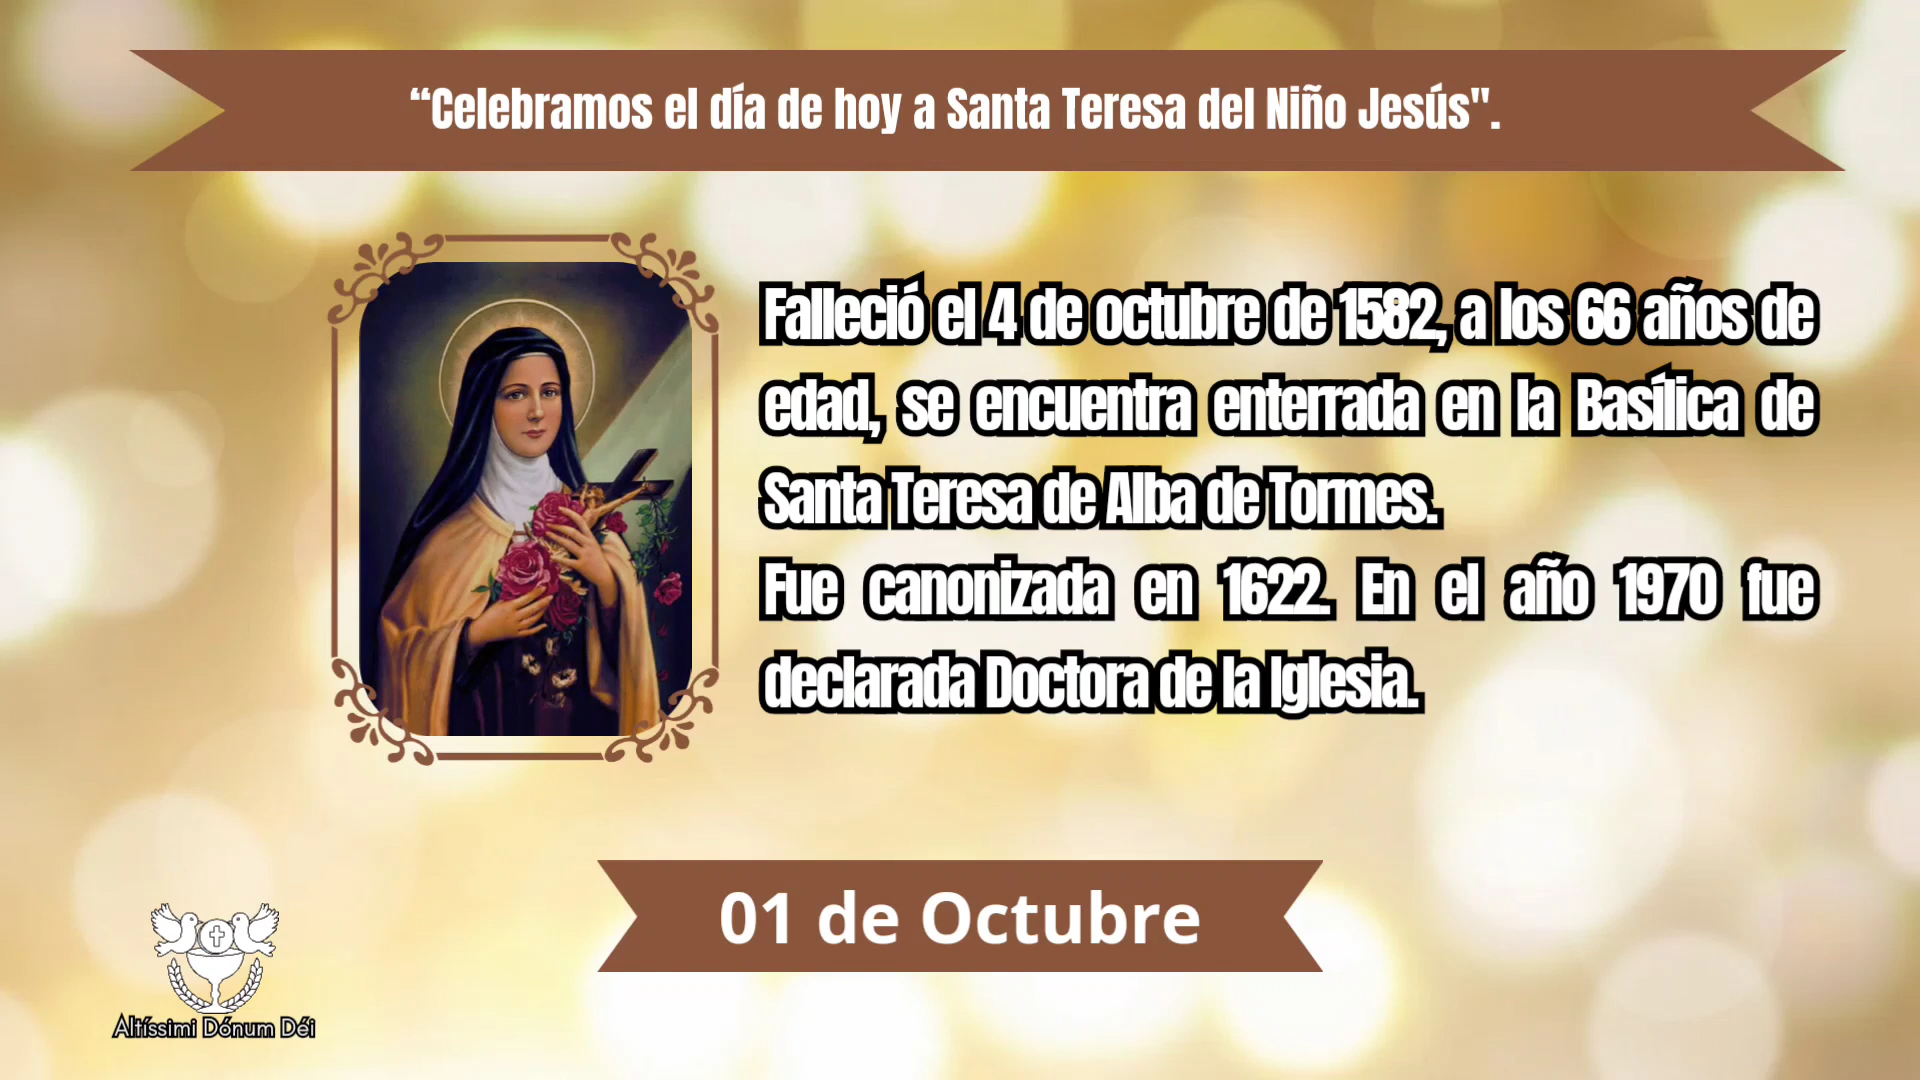 “Celebramos el día de hoy a Santa Teresa del Niño Jesús".
Falleció el 4 de octubre de 1582, a los 66 años de
edad, se encuentra enterrada en la Basílica de
Santa Teresa de Alba de Tormes.
Fue canonizada en 1622. En el año 1970 fue
declarada Doctora de la Iglesia.
01 de Octubre
Altíssimi Dónum Déi